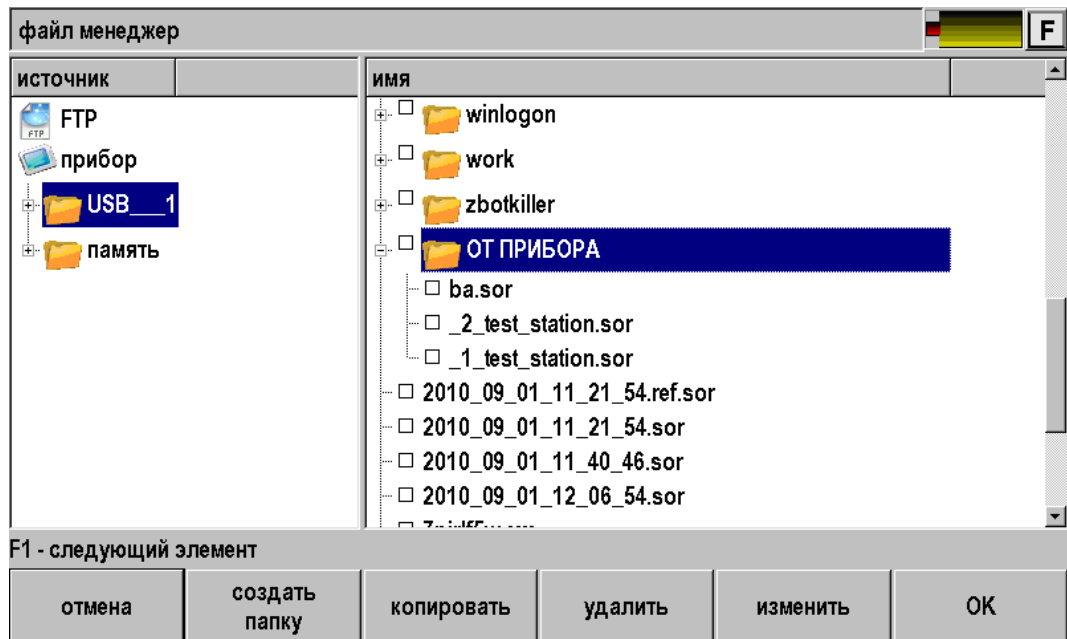 файл менеджер
F
источник
имя
FTP
FTP
прибор
USB___1
память
winlogon
work
zbotkiller
ОТ ПРИБОРА
ba.sor
_2_test_station.sor
_1_test_station.sor
2010_09_01_11_21_54.ref.sor
2010_09_01_11_21_54.sor
2010_09_01_11_40_46.sor
2010_09_01_12_06_54.sor
F1 - следующий элемент
отмена
создать
папку
копировать
удалить
изменить
OK